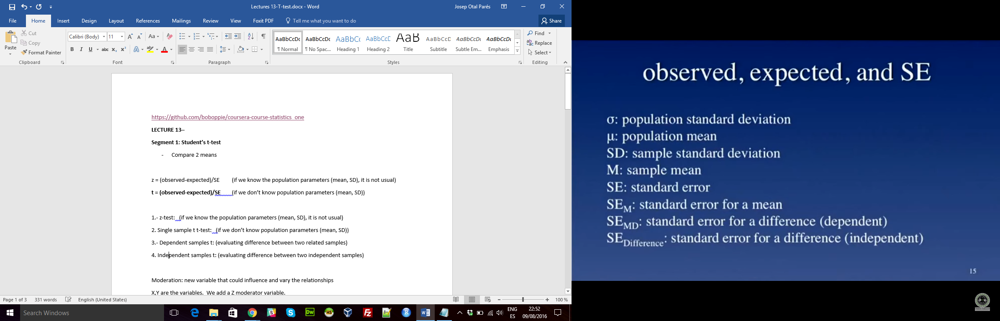 Lectures 13-T-test.docx - Word
Josep Otal Parés
File Home Insert Design Layout References Mailings Review View Foxit PDF Tell me what you want to do Share
Paste
Cut
Copy
Format Painter
Clipboard
Calibri (Body) 11
Font
Paragraph
AaBbCcDc AaBbCcDc AaBbCc AaBbCcD AaB AaBbCcD AaBbCcDc AaBbCcDc
¶ Normal ¶ No Spac... Heading 1 Heading 2 Title Subtitle Subtle Em... Emphasis
Styles
Find
Replace
Select
Editing
https://github.com/boboppie/coursera-course-statistics_one
LECTURE 13–
Segment 1: Student’s t-test
- Compare 2 means
z = (observed-expected)/SE (if we know the population parameters (mean, SD), it is not usual)
t = (observed-expected)/SE (if we don’t know population parameters (mean, SD))
1.- z-test: (if we know the population parameters (mean, SD), it is not usual)
2. Single sample t t-test: (if we don’t know population parameters (mean, SD))
3.- Dependent samples t: (evaluating difference between two related samples)
4. Independent samples t: (evaluating difference between two independent samples)
Moderation: new variable that could influence and vary the relationships
X,Y are the variables. We add a Z moderator variable.
Page 1 of 3 331 words English (United States) 100 %
Search Windows
ENG
ES
22:52
09/08/2016
observed, expected, and SE
σ: population standard deviation
μ: population mean
SD: sample standard deviation
M: sample mean
SE: standard error
SEM: standard error for a mean
SEMD: standard error for a difference (dependent)
SEDifference: standard error for a difference (independent)
15